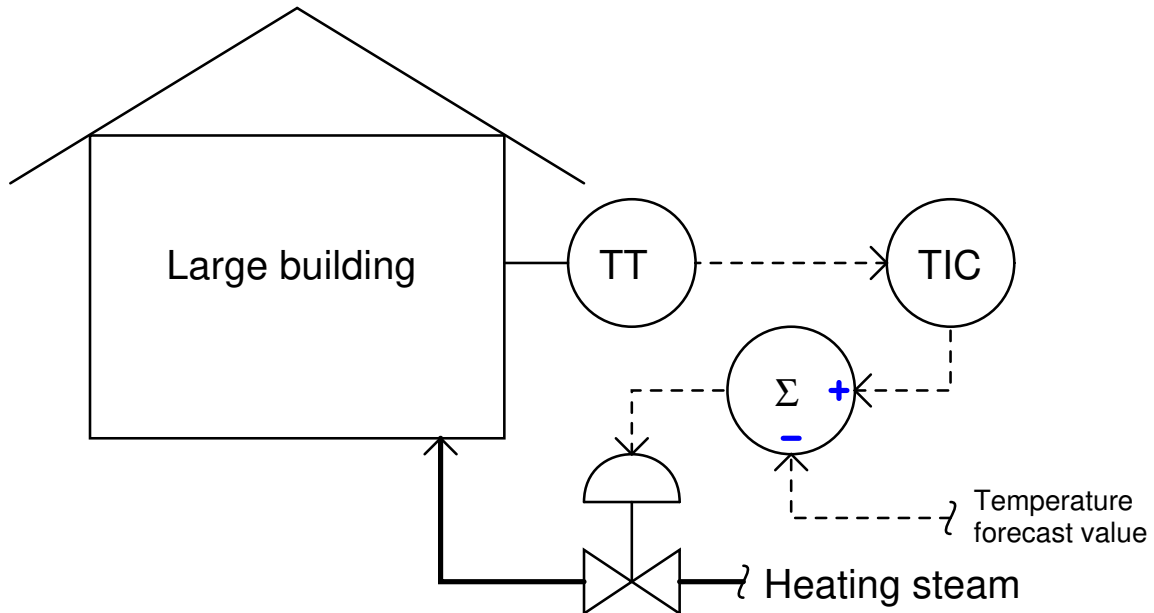 Large building
TT
TIC
Σ
+
−
Temperature
forecast value
Heating steam